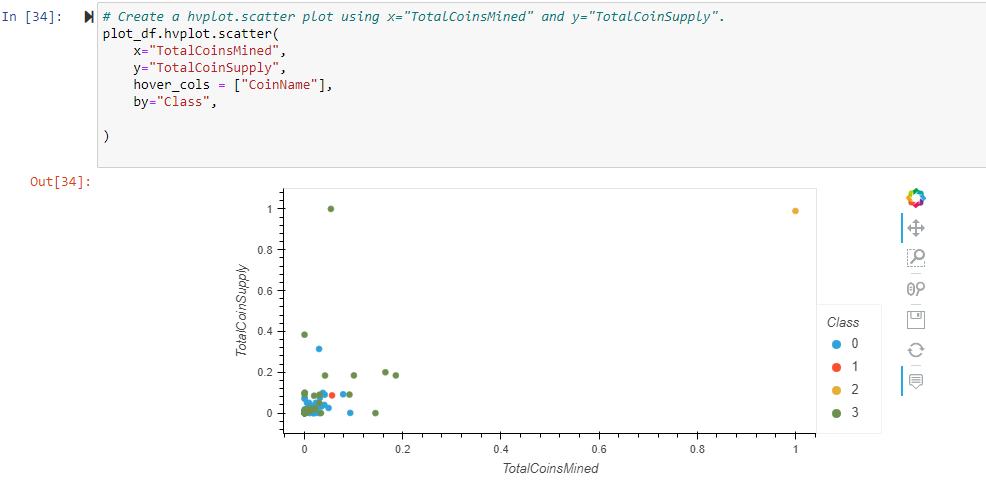 In [34]:
# Create a hvplot.scatter plot using x="TotalCoinsMined" and y="TotalCoinSupply".
plot_df.hvplot.scatter(
    x="TotalCoinsMined",
    y="TotalCoinSupply",
    hover_cols = ["CoinName"],
    by="Class",
)
Out[34]:
TotalCoinSupply
1
0.8
0.6
0.4
0.2
0
0 0.2 0.4 0.6 0.8 1
TotalCoinsMined
Class
0
1
2
3